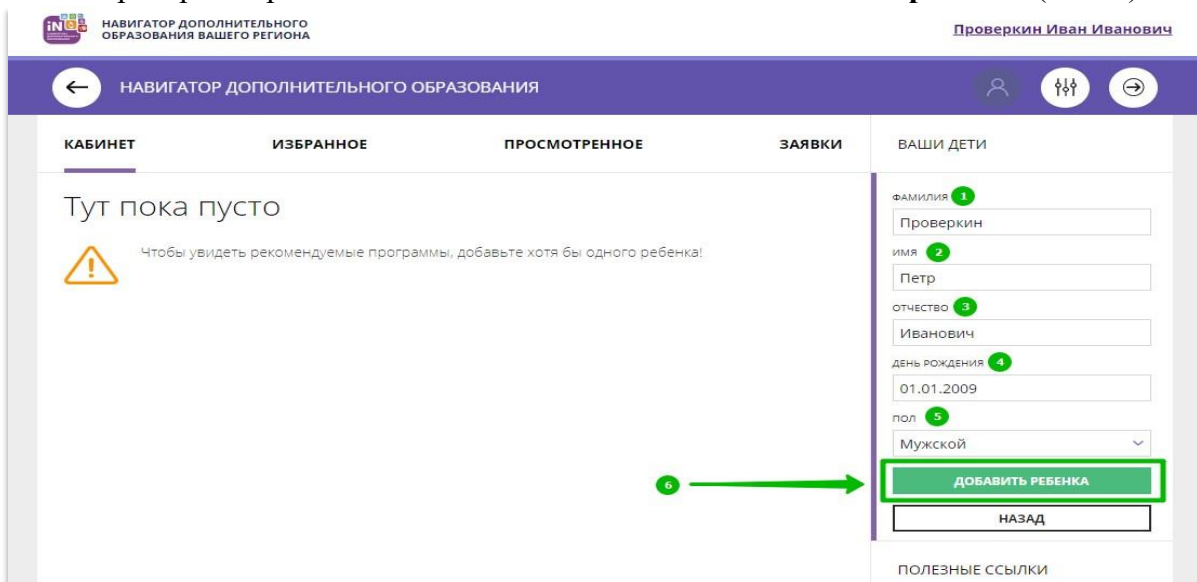 НАВИГАТОР ДОПОЛНИТЕЛЬНОГО
ОБРАЗОВАНИЯ ВАШЕГО РЕГИОНА
Проверкин Иван Иванович
НАВИГАТОР ДОПОЛНИТЕЛЬНОГО ОБРАЗОВАНИЯ
КАБИНЕТ ИЗБРАННОЕ ПРОСМОТРЕННОЕ ЗАЯВКИ ВАШИ ДЕТИ
Тут пока пусто
Чтобы увидеть рекомендуемые программы, добавьте хотя бы одного ребенка!
ФАМИЛИЯ 1
Проверкин
ИМЯ 2
Петр
ОТЧЕСТВО 3
Иванович
ДЕНЬ РОЖДЕНИЯ 4
01.01.2009
ПОЛ 5
Мужской
6 ДОБАВИТЬ РЕБЕНКА
НАЗАД
ПОЛЕЗНЫЕ ССЫЛКИ